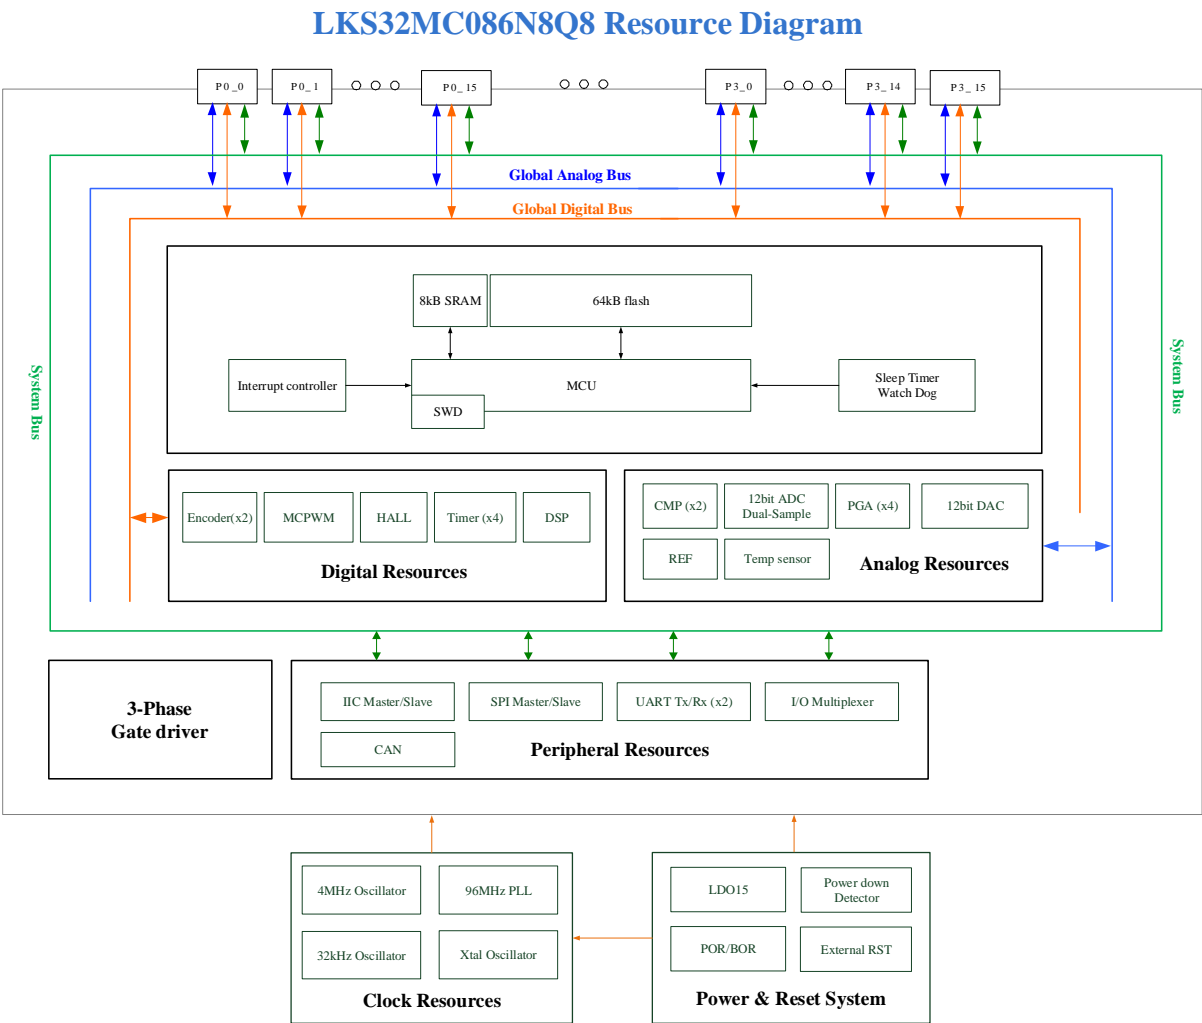 LKS32MC086N8Q8 Resource Diagram
P0_0
P0_1
P0_15
P3_0
P3_14
P3_15
Global Analog Bus
Global Digital Bus
System Bus
System Bus
8kB SRAM
64kB flash
Interrupt controller
MCU
SWD
Sleep Timer
Watch Dog
Encoder(x2)
MCPWM
HALL
Timer (x4)
DSP
Digital Resources
CMP (x2)
12bit ADC
Dual-Sample
PGA (x4)
12bit DAC
REF
Temp sensor
Analog Resources
3-Phase
Gate driver
IIC Master/Slave
SPI Master/Slave
UART Tx/Rx (x2)
I/O Multiplexer
CAN
Peripheral Resources
4MHz Oscillator
96MHz PLL
32kHz Oscillator
Xtal Oscillator
Clock Resources
LDO15
Power down
Detector
POR/BOR
External RST
Power & Reset System